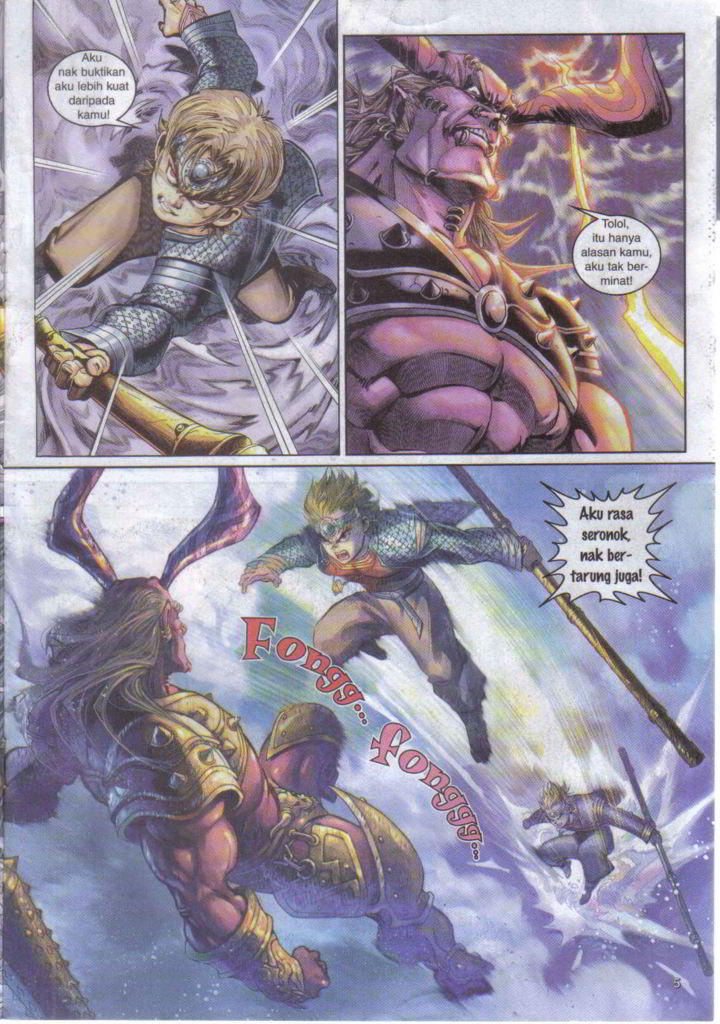 Aku
nak buktikan
aku lebih kuat
daripada
kamu!
Tolol,
itu hanya
alasan kamu,
aku tak ber-
minat!
Aku rasa
seronok,
nak ber-
tarung juga!
Fongg...
fonggg...
5